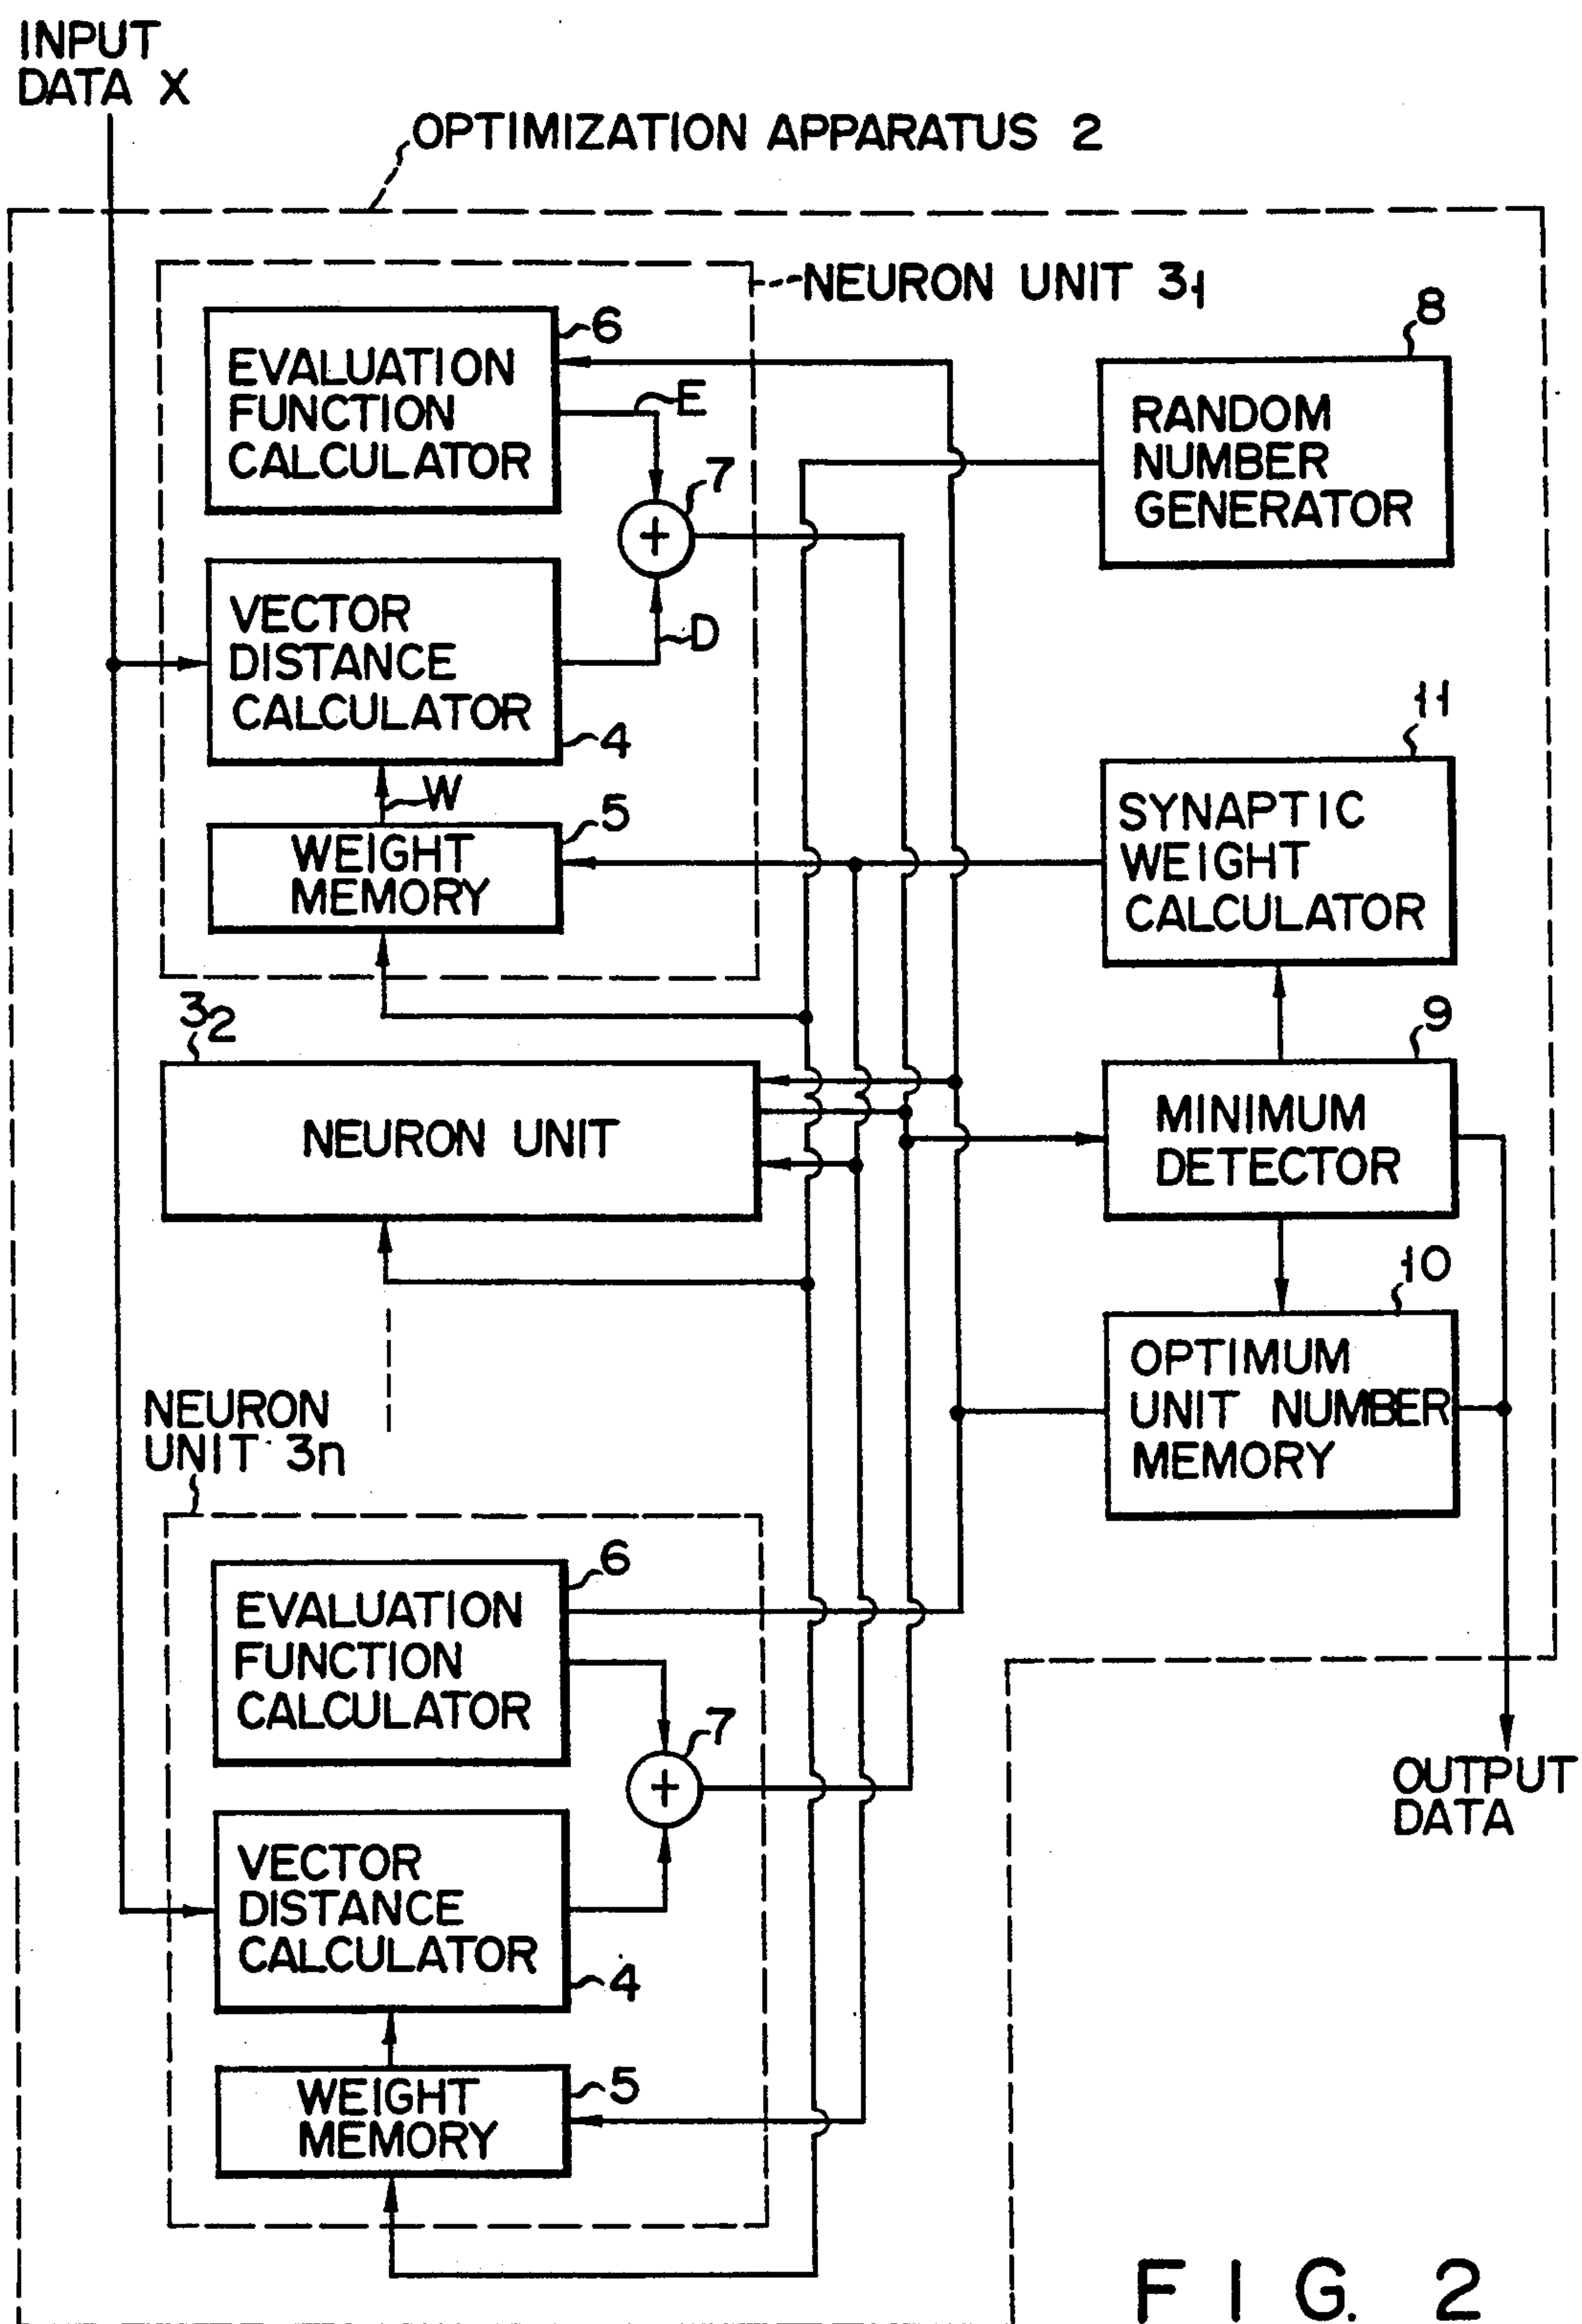 INPUT
DATA X
OPTIMIZATION APPARATUS 2
NEURON UNIT 31
6
EVALUATION
FUNCTION
CALCULATOR
E
7
+
8
RANDOM
NUMBER
GENERATOR
VECTOR
DISTANCE
CALCULATOR
D
4
W
5
WEIGHT
MEMORY
11
SYNAPTIC
WEIGHT
CALCULATOR
32
NEURON UNIT
9
MINIMUM
DETECTOR
10
OPTIMUM
UNIT NUMBER
MEMORY
NEURON
UNIT 3n
6
EVALUATION
FUNCTION
CALCULATOR
7
+
VECTOR
DISTANCE
CALCULATOR
4
5
WEIGHT
MEMORY
OUTPUT
DATA
FIG. 2